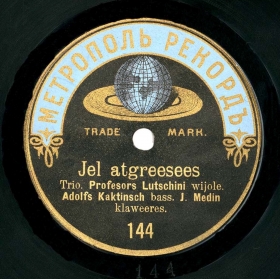 МЕТРОПОЛЬ РЕКОРДЪ
TRADE MARK.
Jel atgreesees
Trio. Profesors Lutschini wijole.
Adolfs Kaktinsch bass. J. Medin
klaweeres.
144
144